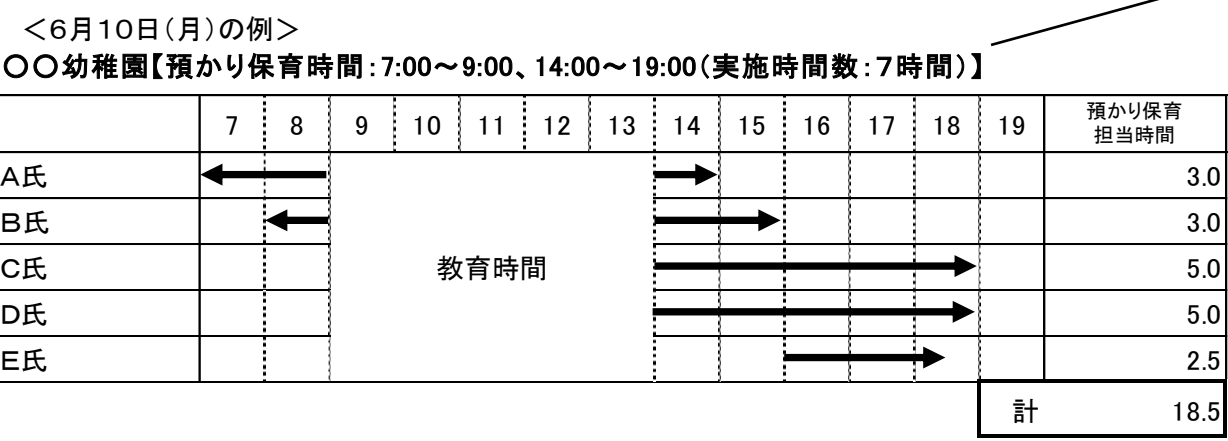 ＜６月１０日（月）の例＞
〇〇幼稚園【預かり保育時間：7:00～9:00、14:00～19:00（実施時間数：７時間）】
7 8 9 10 11 12 13 14 15 16 17 18 19 預かり保育
担当時間
Ａ氏 3.0
Ｂ氏 3.0
Ｃ氏 教育時間 5.0
Ｄ氏 5.0
Ｅ氏 2.5
計 18.5